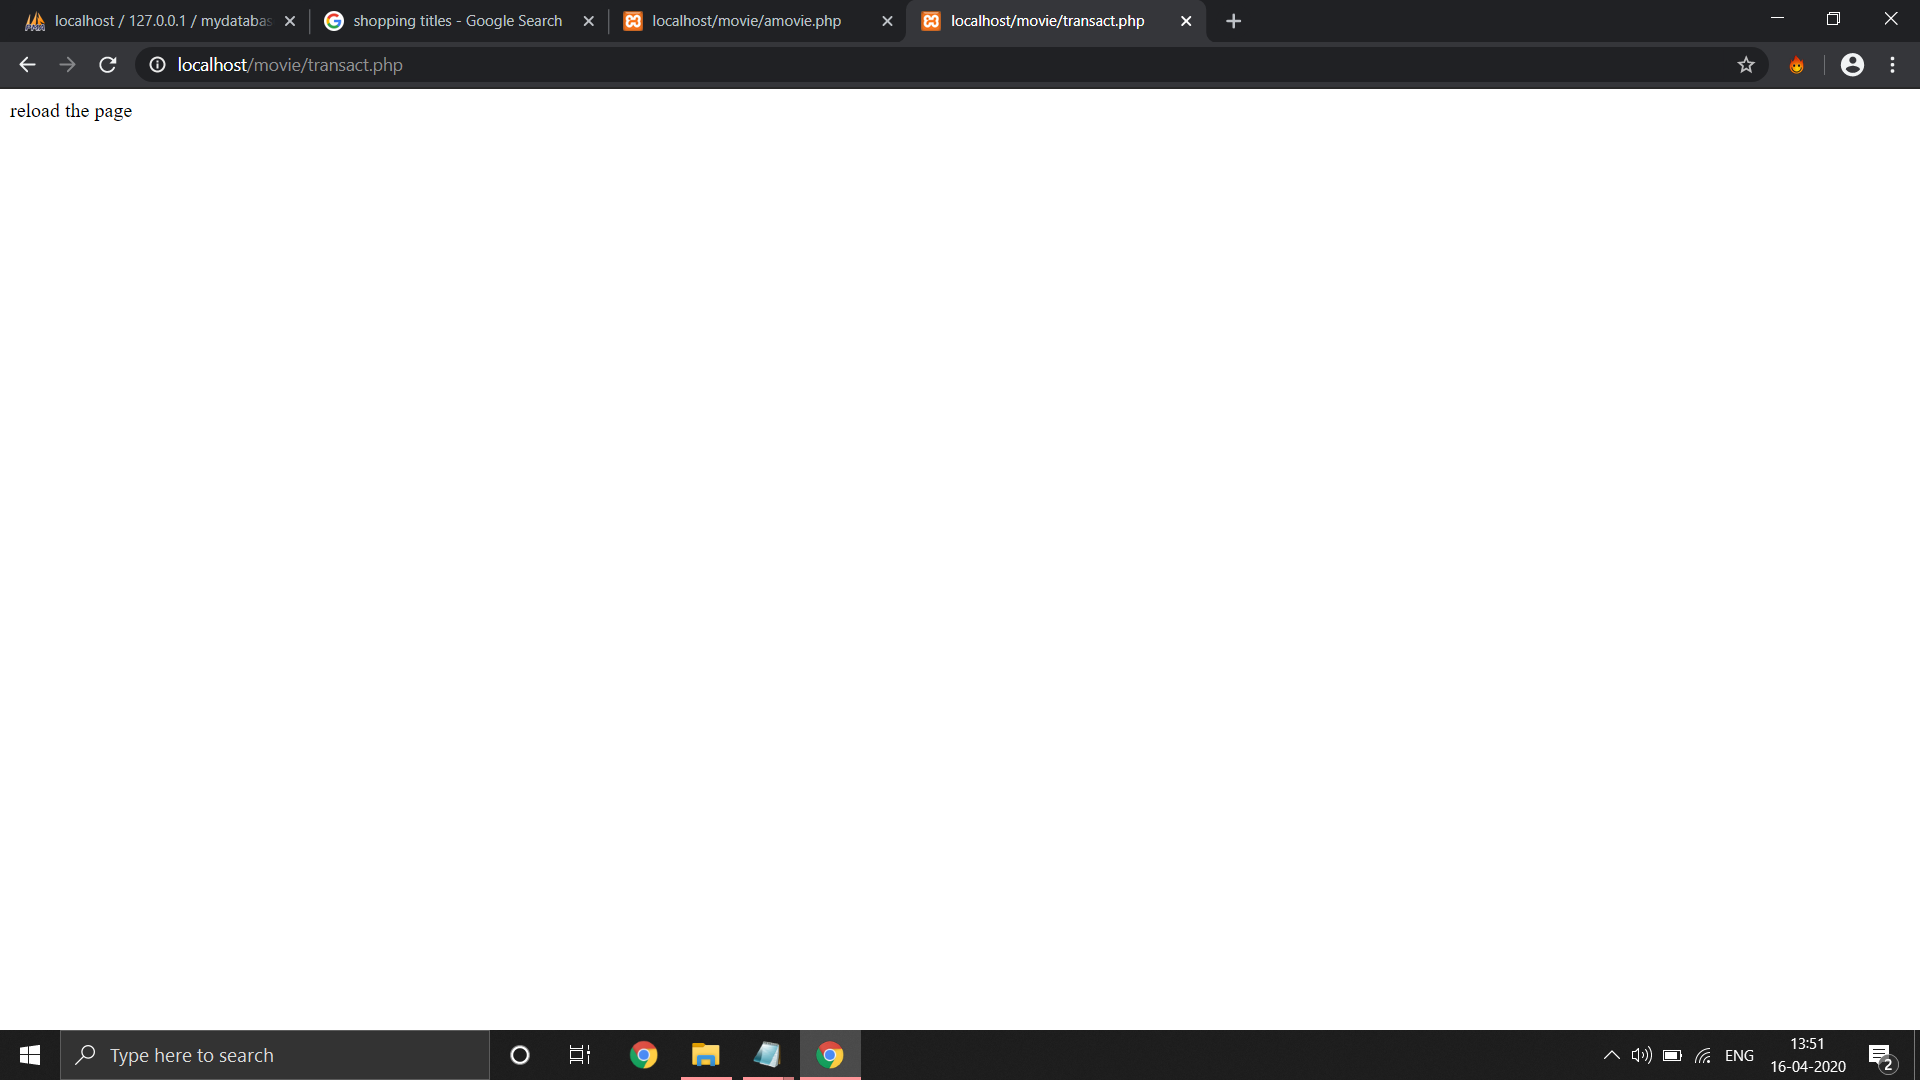 localhost / 127.0.0.1 / mydatabas
shopping titles - Google Search
localhost/movie/amovie.php
localhost/movie/transact.php
localhost/movie/transact.php
reload the page
Type here to search
ENG
13:51
16-04-2020
2